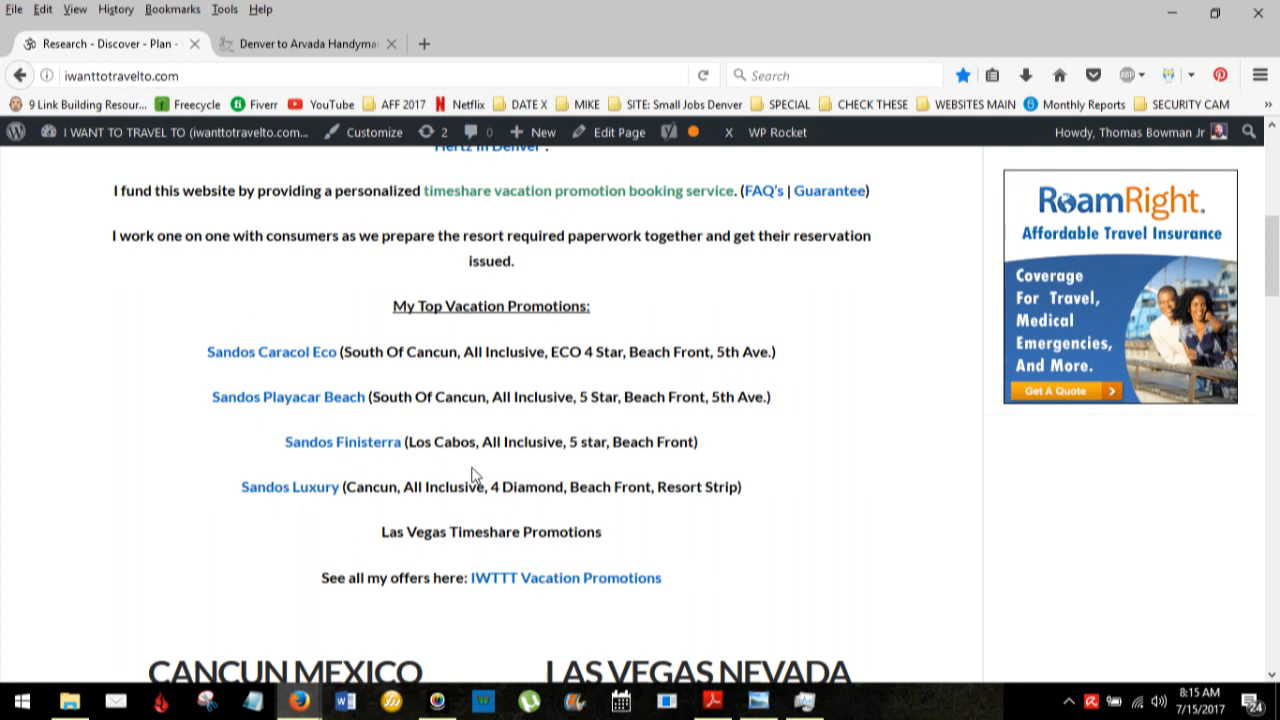 File Edit View History Bookmarks Tools Help
Research - Discover - Plan -
Denver to Arvada Handyma
iwanttotravelto.com
Search
9 Link Building Resour... Freecycle Fiverr YouTube AFF 2017 Netflix DATE X MIKE SITE: Small Jobs Denver SPECIAL CHECK THESE WEBSITES MAIN Monthly Reports SECURITY CAM
I WANT TO TRAVEL TO (iwanttotravelto.com... Customize 2 0 New Edit Page X WP Rocket Howdy, Thomas Bowman Jr
Hertz in Denver .
I fund this website by providing a personalized timeshare vacation promotion booking service. (FAQ's | Guarantee)
I work one on one with consumers as we prepare the resort required paperwork together and get their reservation
issued.
My Top Vacation Promotions:
Sandos Caracol Eco (South Of Cancun, All Inclusive, ECO 4 Star, Beach Front, 5th Ave.)
Sandos Playacar Beach (South Of Cancun, All Inclusive, 5 Star, Beach Front, 5th Ave.)
Sandos Finisterra (Los Cabos, All Inclusive, 5 star, Beach Front)
Sandos Luxury (Cancun, All Inclusive, 4 Diamond, Beach Front, Resort Strip)
Las Vegas Timeshare Promotions
See all my offers here: IWTTT Vacation Promotions
CANCUN MEXICO
LAS VEGAS NEVADA
RoamRight.
Affordable Travel Insurance
Coverage
For Travel,
Medical
Emergencies,
And More.
Get A Quote
8:15 AM
7/15/2017
24